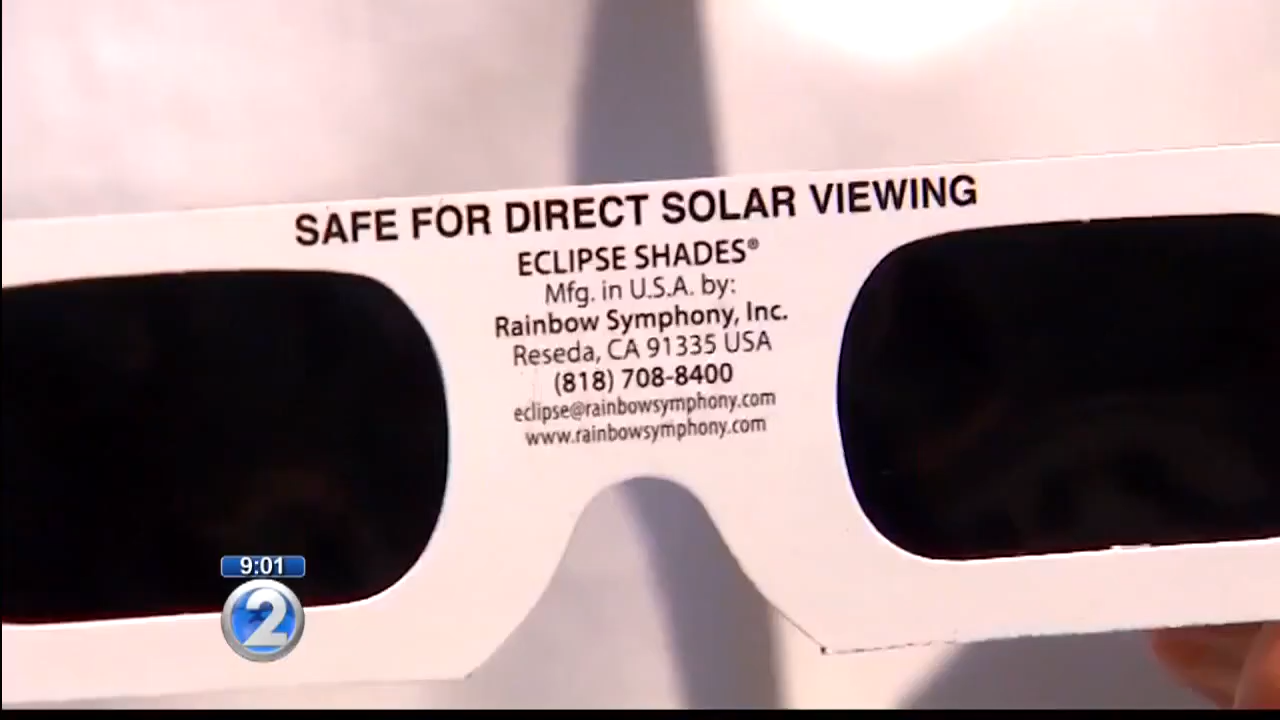 SAFE FOR DIRECT SOLAR VIEWING
ECLIPSE SHADES®
Mfg. in U.S.A. by:
Rainbow Symphony, Inc.
Reseda, CA 91335 USA
(818) 708-8400
eclipse@rainbowsymphony.com
www.rainbowsymphony.com
9:01
2